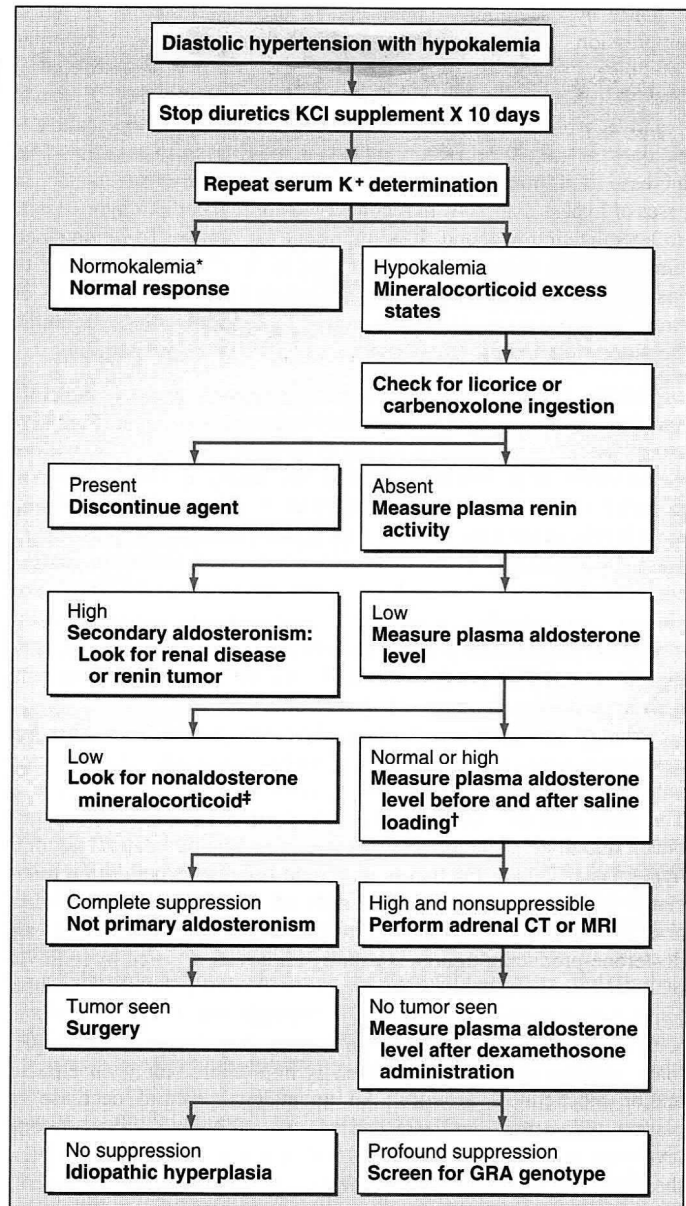 Diastolic hypertension with hypokalemia
Stop diuretics KCl supplement X 10 days
Repeat serum K+ determination
Normokalemia*
Normal response
Hypokalemia
Mineralocorticoid excess
states
Check for licorice or
carbenoxolone ingestion
Present
Discontinue agent
Absent
Measure plasma renin
activity
High
Secondary aldosteronism:
Look for renal disease
or renin tumor
Low
Measure plasma aldosterone
level
Low
Look for nonaldosterone
mineralocorticoid‡
Normal or high
Measure plasma aldosterone
level before and after saline
loading†
Complete suppression
Not primary aldosteronism
High and nonsuppressible
Perform adrenal CT or MRI
Tumor seen
Surgery
No tumor seen
Measure plasma aldosterone
level after dexamethosone
administration
No suppression
Idiopathic hyperplasia
Profound suppression
Screen for GRA genotype